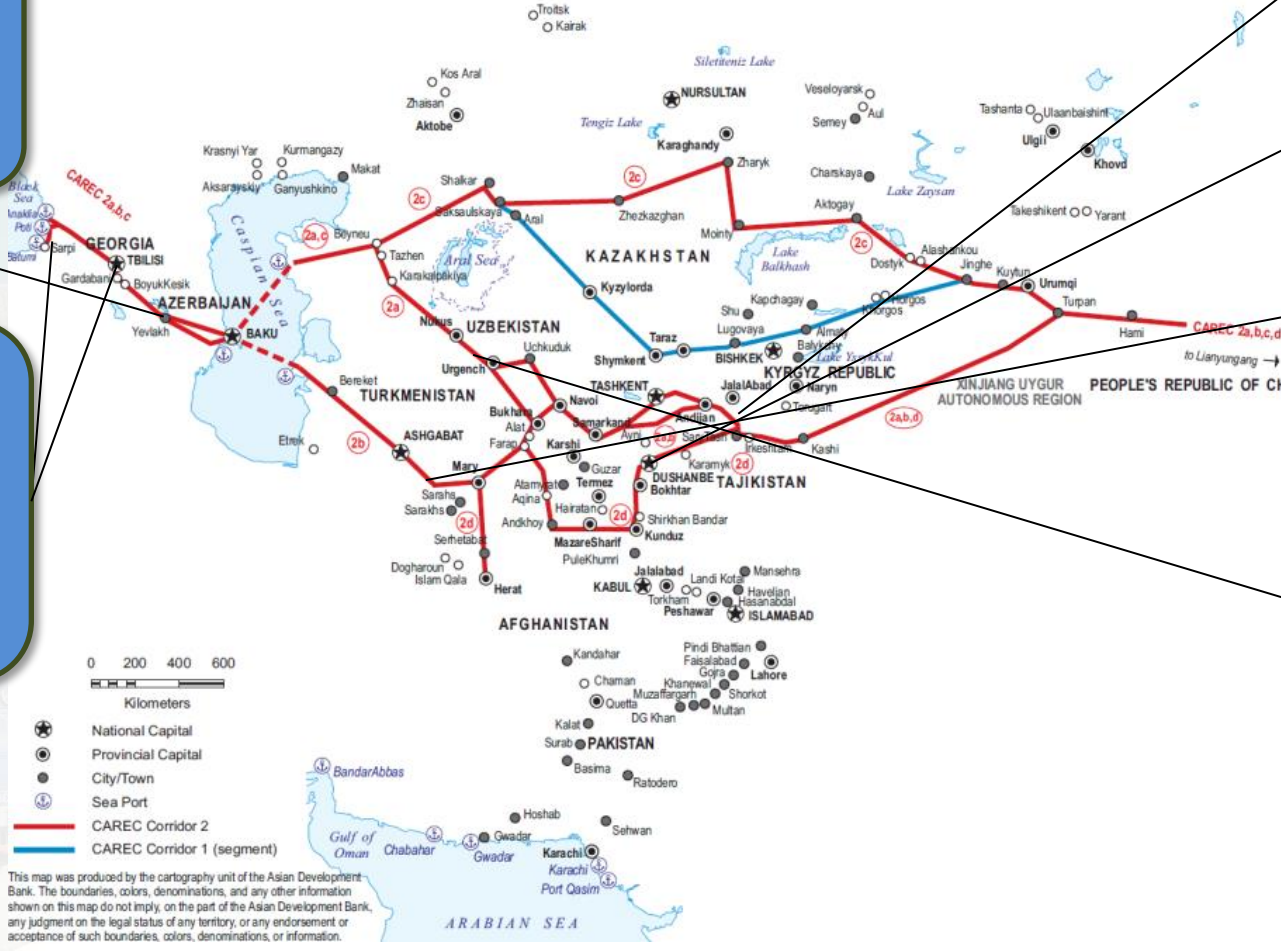 Troitsk
Kairak
Siletiteniz Lake
Kos Aral
Zhaisan
Aktobe
NURSULTAN
Tengiz Lake
Karaghandy
Veseloyarsk
Aul
Semey
Tashanta
Ulaanbaishint
Ulgii
Khovd
Krasnyi Yar
Kurmangazy
Aksarayskiy
Ganyushkino
Makat
Shalkar
2c
2c
Zharyk
Charskaya
Lake Zaysan
Black
Sea
CAREC 2a,b,c
Anaklia
Poti
Batumi
Sarpi
GEORGIA
TBILISI
Gardabani
BoyukKesik
AZERBAIJAN
Yevlakh
BAKU
Caspian Sea
2a,c
Beyneu
Saksaulskaya
Aral
Zhezkazghan
Mointy
Aktogay
Takeshikent
Yarant
Tazhen
Karakalpakiya
Aral Sea
KAZAKHSTAN
Lake
Balkhash
2c
Dostyk
Alashankou
Jinghe
Kuytun
Urumqi
2a
Kyzylorda
Kapchagay
Khorgos
Horgos
Turpan
Nukus
UZBEKISTAN
Shu
Lugovaya
Almaty
Hami
CAREC 2a,b,c,d
to Lianyungang
Urgench
Uchkuduk
Taraz
Shymkent
BISHKEK
Balykchy
Lake YssykKul
KYRGYZ REPUBLIC
Bereket
TURKMENISTAN
TASHKENT
JalalAbad
Naryn
XINJIANG UYGUR
AUTONOMOUS REGION
PEOPLE'S REPUBLIC OF CH
Navoi
Bukhara
Alat
Samarkand
Andijan
Torugart
2a,b,d
Etrek
2b
ASHGABAT
Farap
Karshi
Ayni
Irkeshtam
Kashi
Mary
Guzar
Karamyk
2d
DUSHANBE
TAJIKISTAN
Sarahs
Sarakhs
Atamyrat
Aqina
Termez
Bokhtar
Hairatan
2d
Andkhoy
2d
Shirkhan Bandar
Serhetabat
MazareSharif
Kunduz
PuleKhumri
Dogharoun
Islam Qala
Herat
Jalalabad
KABUL
Landi Kotal
Mansehra
Torkham
Havelian
Peshawar
Hasanabdal
ISLAMABAD
AFGHANISTAN
Pindi Bhattian
Faisalabad
Gojra
Lahore
Kandahar
Chaman
Khanewal
Muzaffargarh
Shorkot
Quetta
DG Khan
Multan
Kalat
Surab
PAKISTAN
Basima
Ratodero
0 200 400 600
Kilometers
National Capital
Provincial Capital
City/Town
Sea Port
CAREC Corridor 2
CAREC Corridor 1 (segment)
BandarAbbas
Hoshab
Sehwan
Gulf of
Oman
Chabahar
Gwadar
Gwadar
Karachi
Karachi
Port Qasim
ARABIAN SEA
This map was produced by the cartography unit of the Asian Development
Bank. The boundaries, colors, denominations, and any other information
shown on this map do not imply, on the part of the Asian Development Bank,
any judgment on the legal status of any territory, or any endorsement or
acceptance of such boundaries, colors, denominations, or information.